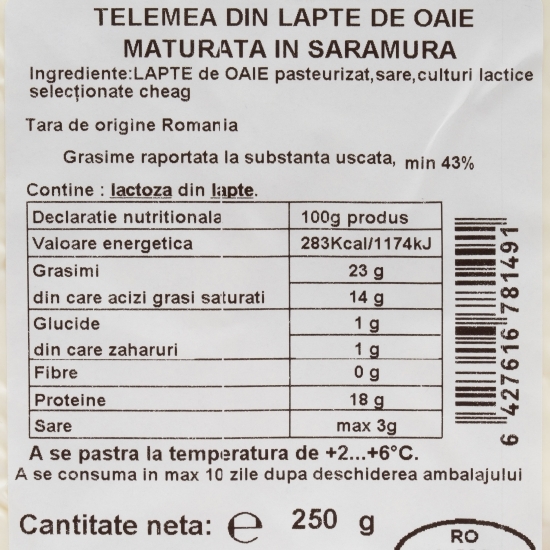 TELEMEA DIN LAPTE DE OAIE
MATURATA IN SARAMURA
Ingrediente:LAPTE de OAIE pasteurizat,sare,culturi lactice
selecționate cheag
Tara de origine Romania
Grasime raportata la substanta uscata, min 43%
Contine : lactoza din lapte.
Declaratie nutritionala 100g produs
Valoare energetica 283Kcal/1174kJ
Grasimi 23 g
din care acizi grasi saturati 14 g
Glucide 1 g
din care zaharuri 1 g
Fibre 0 g
Proteine 18 g
Sare max 3g
6 427616 781491
A se pastra la temperatura de +2...+6°C.
A se consuma in max 10 zile dupa deschiderea ambalajului
Cantitate neta: e 250 g
RO